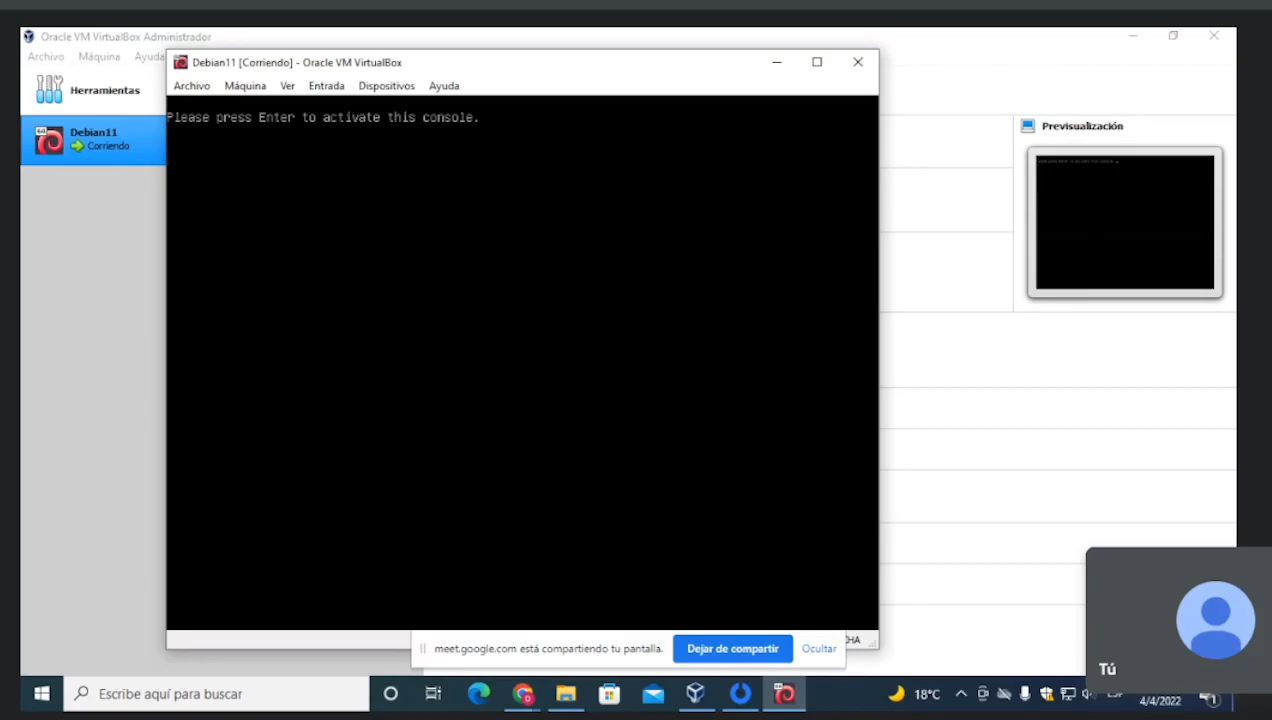 Oracle VM VirtualBox Administrador
Archivo Máquina Ayuda
Herramientas
Debian11
Corriendo
Debian11 [Corriendo] - Oracle VM VirtualBox
Archivo Máquina Ver Entrada Dispositivos Ayuda
Please press Enter to activate this console.
Previsualización
meet.google.com está compartiendo tu pantalla.
Dejar de compartir
Ocultar
Tú
Escribe aquí para buscar
18°C
4/4/2022